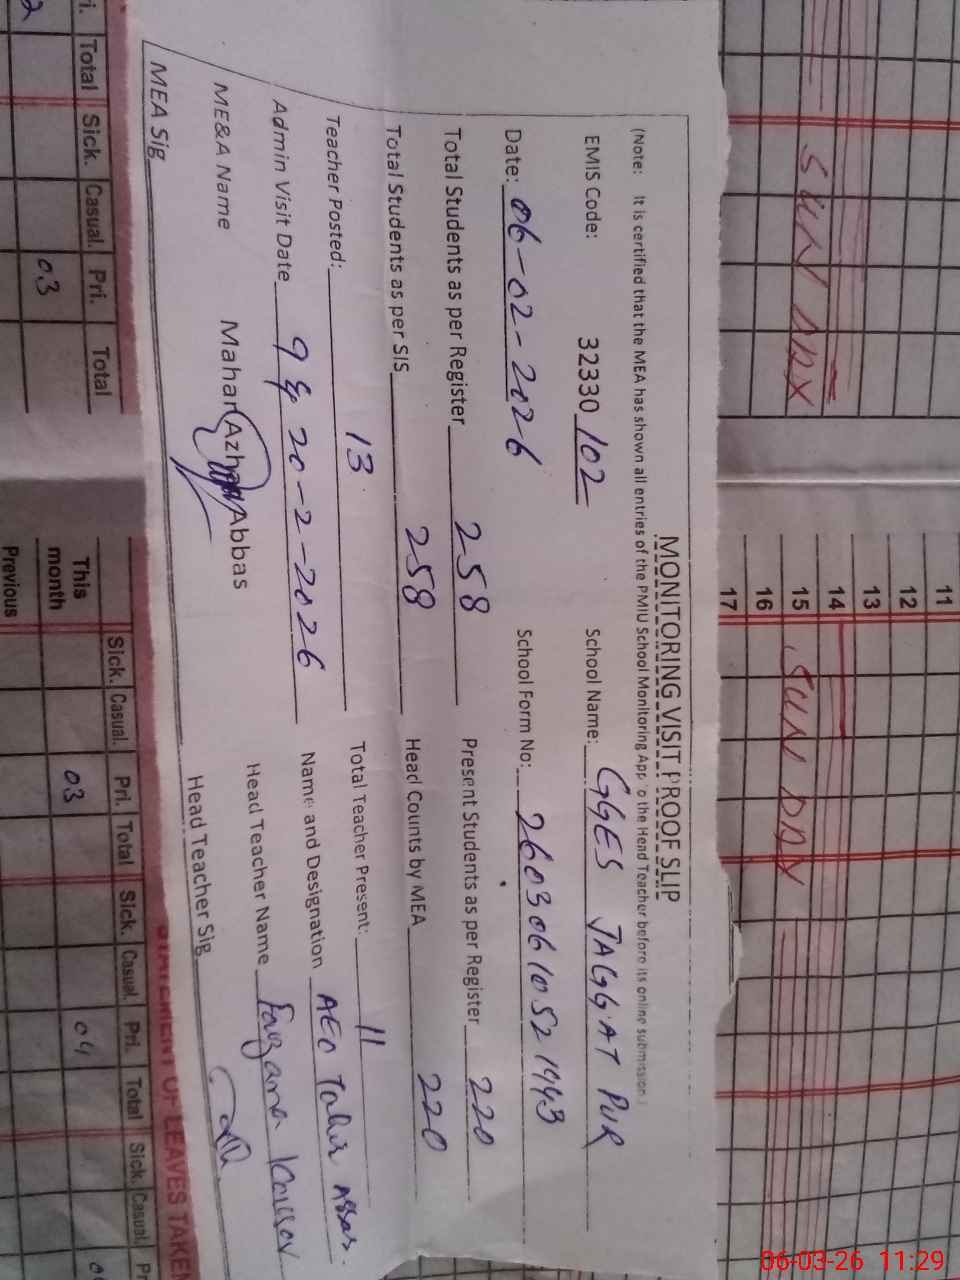 MONITORING VISIT PROOF SLIP
(Note: It is certified that the MEA has shown all entries of the PMIU School Monitoring App to the Head Teacher before its online submission)
EMIS Code: 32330102 School Name: GGES JAGGAT PUR
Date: 06-02-2026 School Form No: 26030610521443
Total Students as per Register 258 Present Students as per Register 220
Total Students as per SIS 258 Head Counts by MEA 220
Teacher Posted: 13 Total Teacher Present: 11
Admin Visit Date 9 & 20-2-2026 Name and Designation AEO Tahir Abbas
ME&A Name Mahar Azhar Abbas Head Teacher Name Farzana Kausar
MEA Sig Head Teacher Sig
SUNDAY
SUNDAY
11
12
13
14
15
16
17
Pri. Total Sick. Casual. Pri. Total
03
This month
Previous
Sick. Casual. Pri. Total Sick. Casual. Pri. Total Sick. Casual.
03 04
STATEMENT OF LEAVES TAKEN
06-03-26 11:29